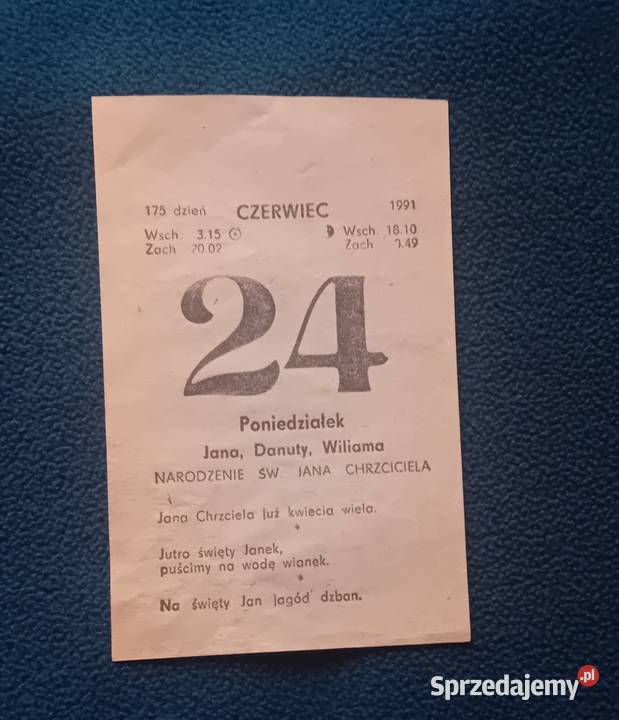 175 dzień CZERWIEC 1991
Wsch. 3.15 Wsch. 18.10
Zach 20.02 Zach
24
Poniedziałek
Jana, Danuty, Wiliama
NARODZENIE ŚW. JANA CHRZCICIELA
Jana Chrzciela już kwiecia wiela.
Jutro święty Janek,
puścimy na wodę wianek.
Na święty Jan jagód dzban.
Sprzedajemy.pl